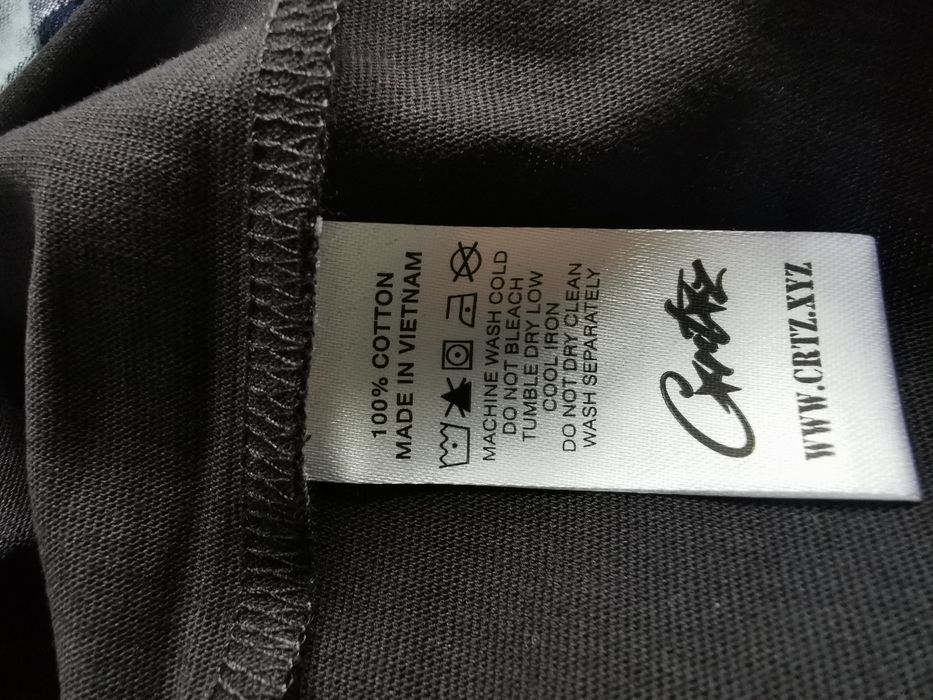 100% COTTON
MADE IN VIETNAM
MACHINE WASH COLD
DO NOT BLEACH
TUMBLE DRY LOW
COOL IRON
DO NOT DRY CLEAN
WASH SEPARATELY
Corteiz
WWW.CRTZ.XYZ